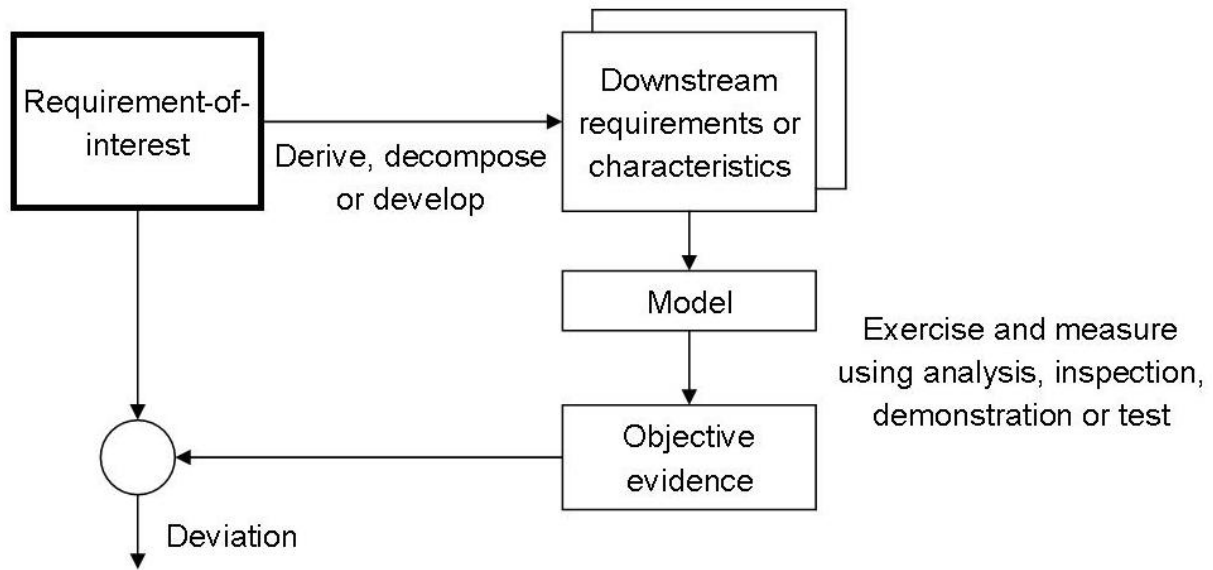 Requirement-of-
interest
Derive, decompose
or develop
Downstream
requirements or
characteristics
Model
Exercise and measure
using analysis, inspection,
demonstration or test
Objective
evidence
Deviation